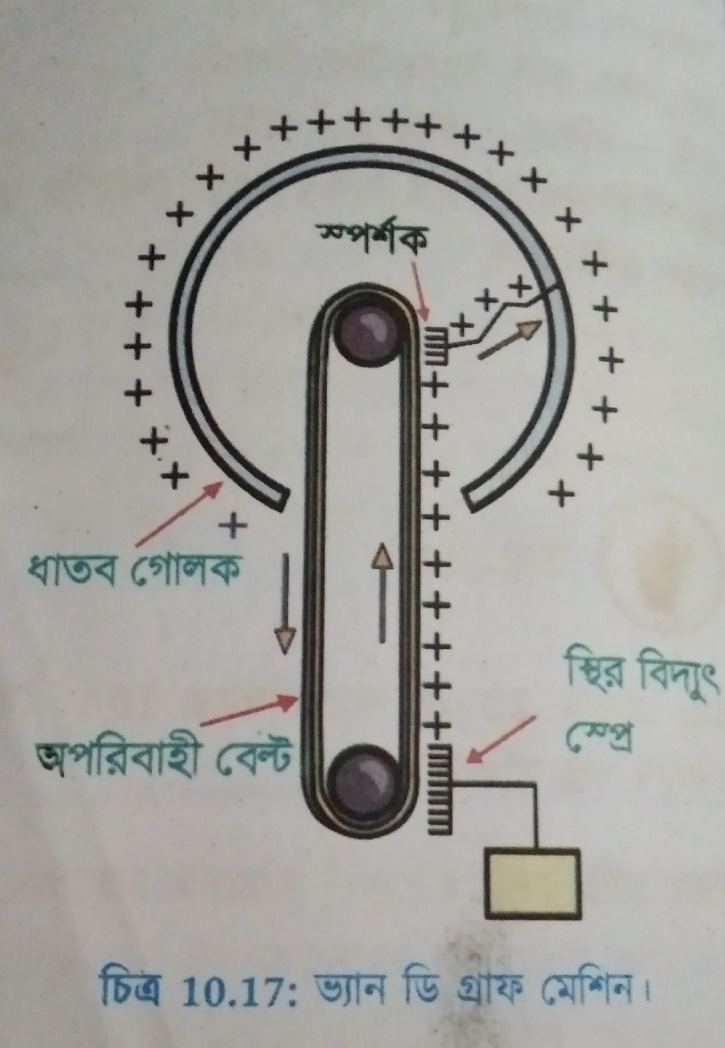 স্পর্শক
ধাতব গোলক
স্থির বিদ্যুৎ
স্প্রে
অপরিবাহী বেল্ট
চিত্র 10.17: ভ্যান ডি গ্রাফ মেশিন।